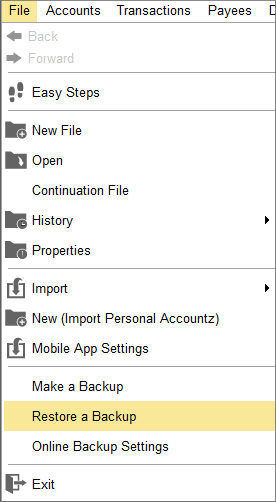 File Accounts Transactions Payees
Back
Forward
Easy Steps
New File
Open
Continuation File
History
Properties
Import
New (Import Personal Accountz)
Mobile App Settings
Make a Backup
Restore a Backup
Online Backup Settings
Exit